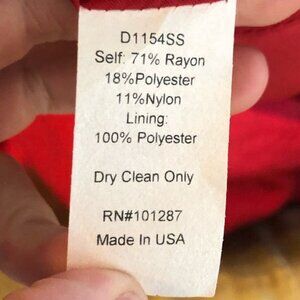 D1154SS
Self: 71% Rayon
18%Polyester
11%Nylon
Lining:
100% Polyester
Dry Clean Only
RN#101287
Made In USA